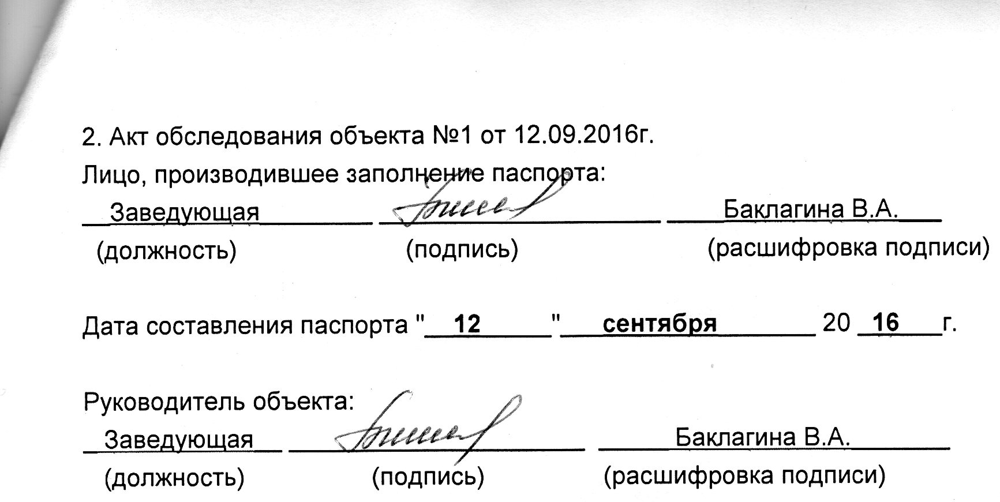 2. Акт обследования объекта №1 от 12.09.2016г.
Лицо, производившее заполнение паспорта:
Заведующая Баклагина В.А.
(должность) (подпись) (расшифровка подписи)
Дата составления паспорта "12" сентября 20 16 г.
Руководитель объекта:
Заведующая Баклагина В.А.
(должность) (подпись) (расшифровка подписи)